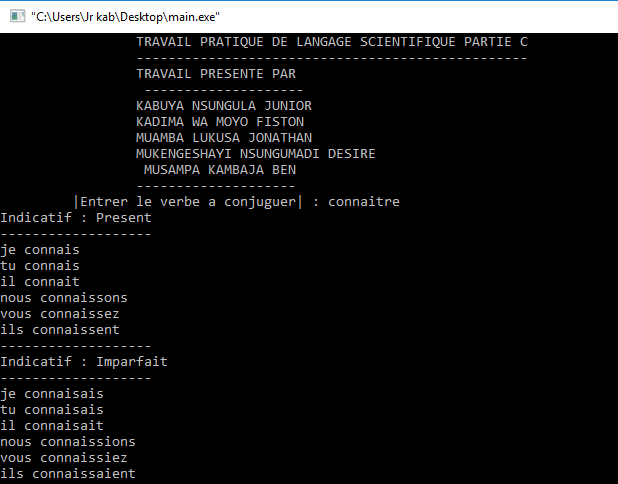 "C:\Users\Jr kab\Desktop\main.exe"
TRAVAIL PRATIQUE DE LANGAGE SCIENTIFIQUE PARTIE C
-------------------------------------------------
TRAVAIL PRESENTE PAR
--------------------
KABUYA NSUNGULA JUNIOR
KADIMA WA MOYO FISTON
MUAMBA LUKUSA JONATHAN
MUKENGESHAYI NSUNGUMADI DESIRE
MUSAMPA KAMBAJA BEN
--------------------
|Entrer le verbe a conjuguer| : connaitre
Indicatif : Present
-------------------
je connais
tu connais
il connait
nous connaissons
vous connaissez
ils connaissent
-------------------
Indicatif : Imparfait
-------------------
je connaisais
tu connaisais
il connaisait
nous connaissions
vous connaissiez
ils connaissaient